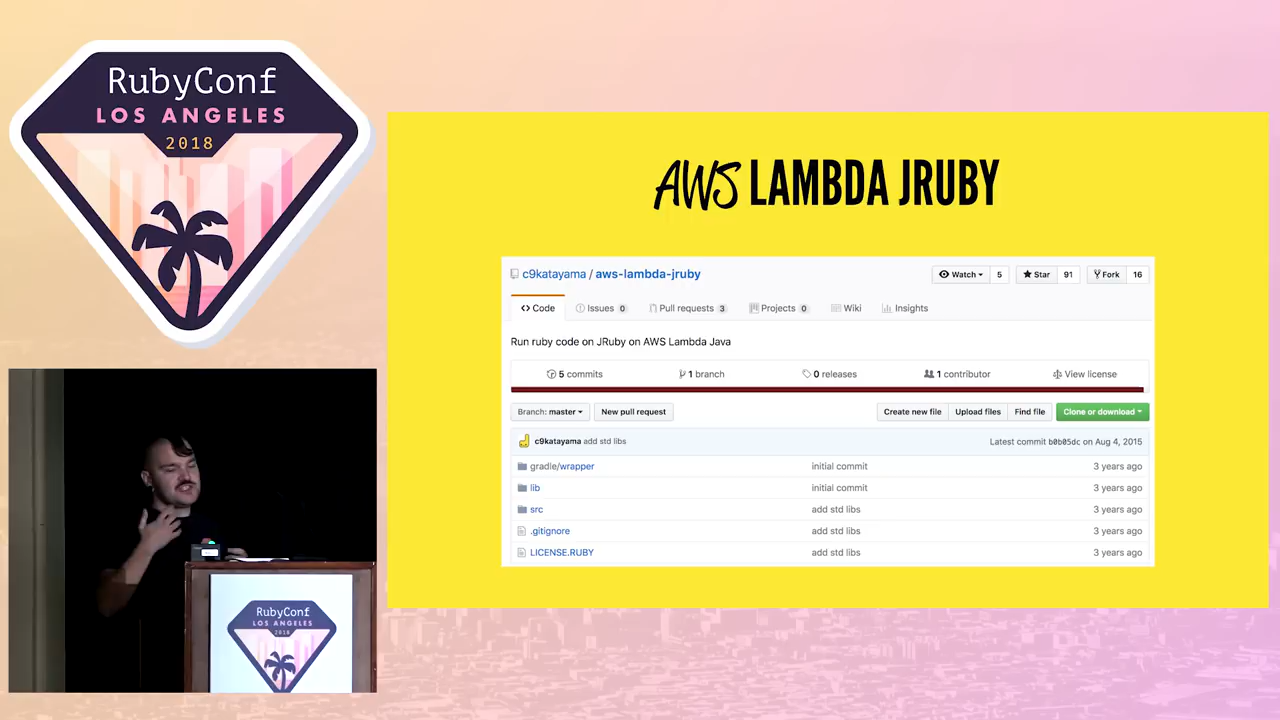 RubyConf
LOS ANGELES
2018
AWS LAMBDA JRUBY
c9katayama / aws-lambda-jruby
Watch 5 Star 91 Fork 16
Code Issues 0 Pull requests 3 Projects 0 Wiki Insights
Run ruby code on JRuby on AWS Lambda Java
5 commits 1 branch 0 releases 1 contributor View license
Branch: master New pull request Create new file Upload files Find file Clone or download
c9katayama add std libs Latest commit b0b05dc on Aug 4, 2015
gradle/wrapper initial commit 3 years ago
lib initial commit 3 years ago
src add std libs 3 years ago
.gitignore add std libs 3 years ago
LICENSE.RUBY add std libs 3 years ago
RubyConf
LOS ANGELES
2018